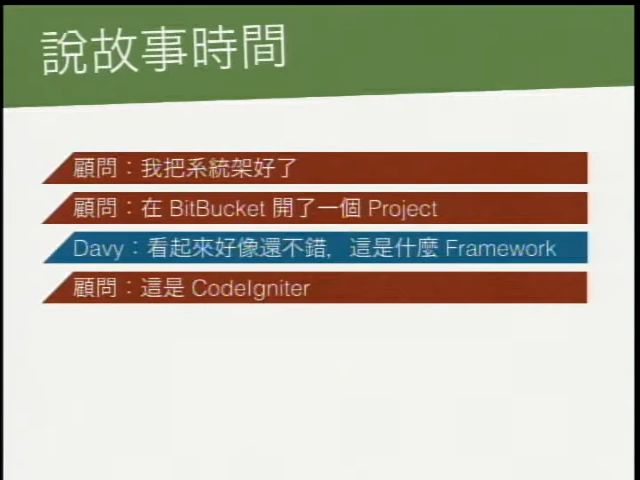 說故事時間
顧問：我把系統架好了
顧問：在 BitBucket 開了一個 Project
Davy：看起來好像還不錯，這是什麼 Framework
顧問：這是 CodeIgniter